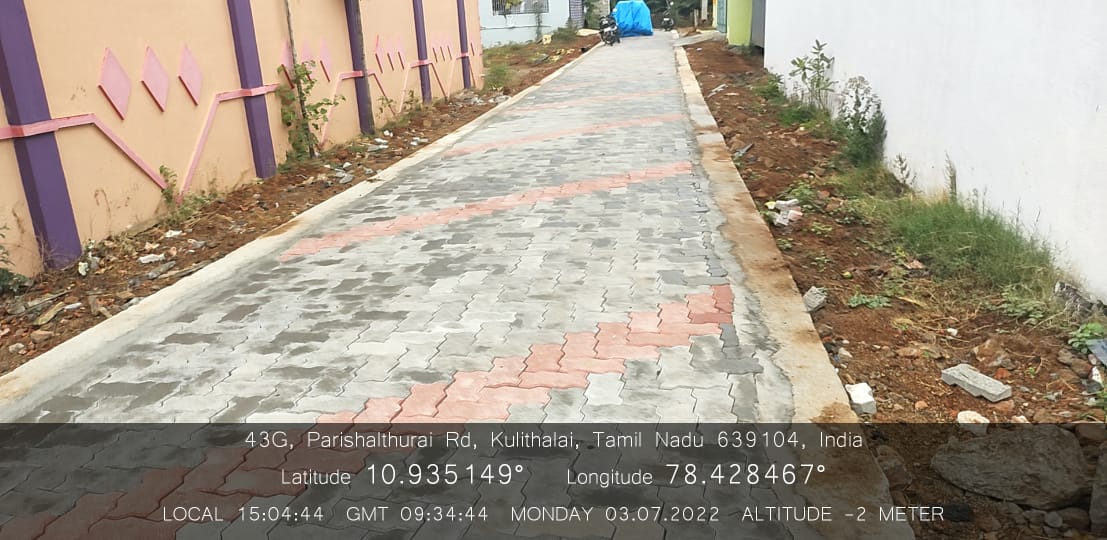 43G, Parishalthurai Rd, Kulithalai, Tamil Nadu 639104, India
Latitude 10.935149° Longitude 78.428467°
LOCAL 15:04:44 GMT 09:34:44 MONDAY 03.07.2022 ALTITUDE -2 METER